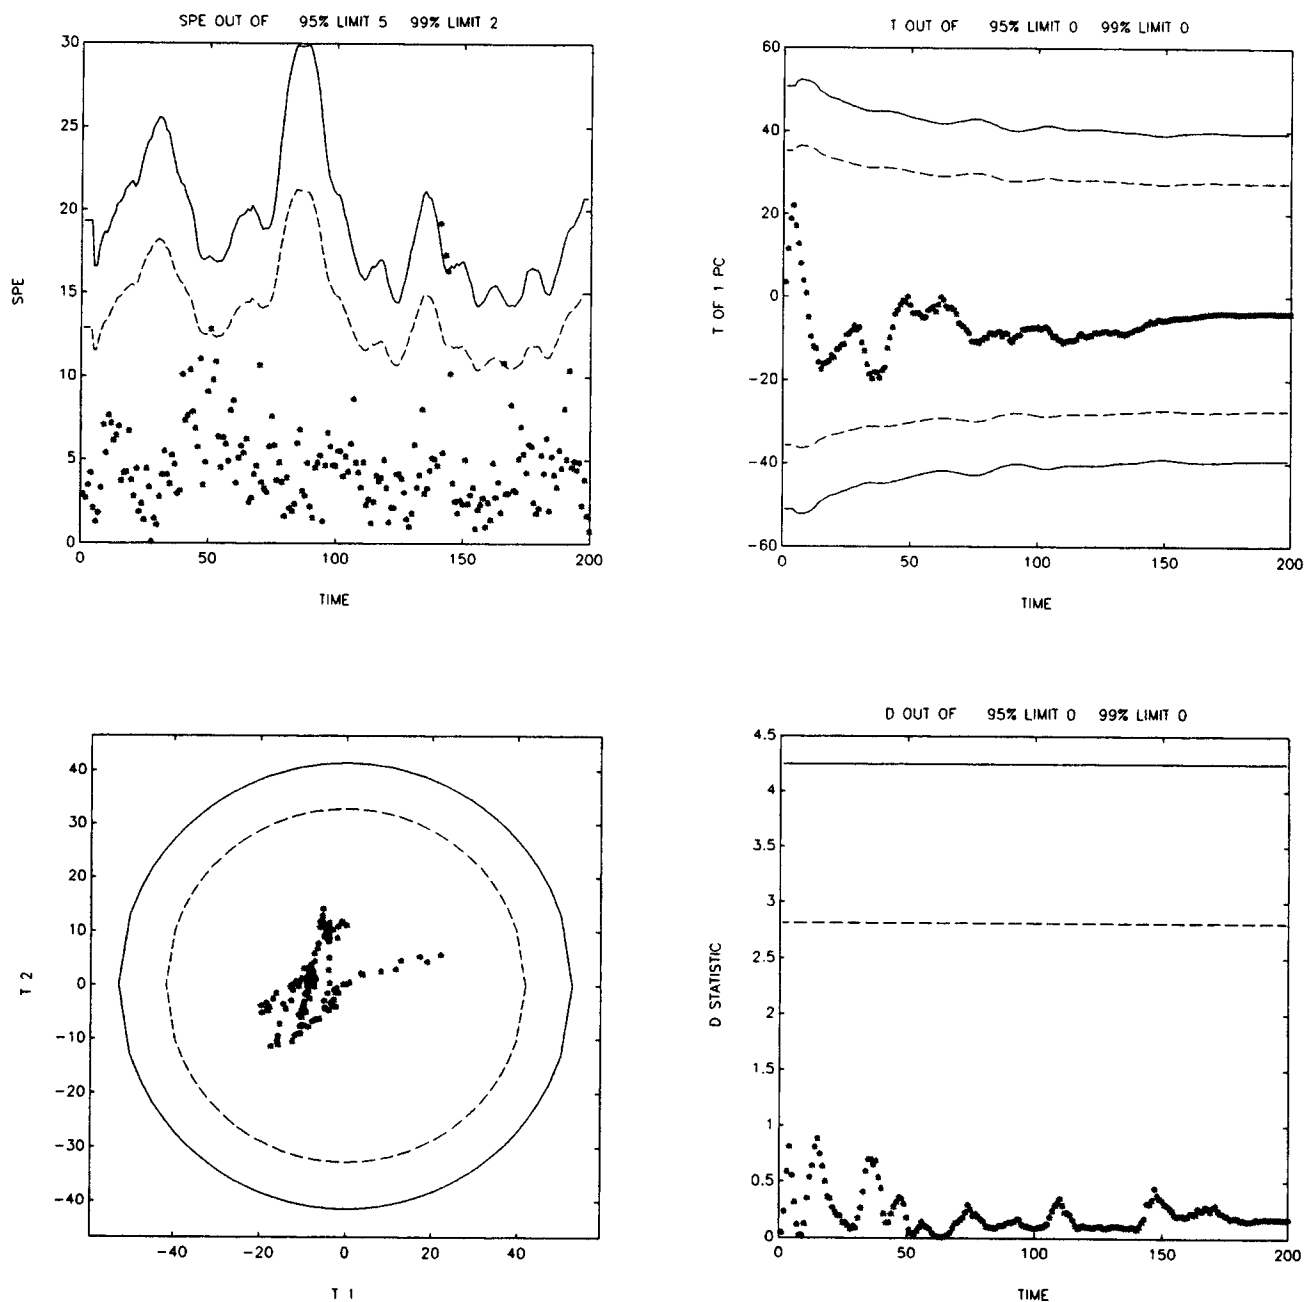 SPE OUT OF 95% LIMIT 5 99% LIMIT 2
30
25
20
15
10
5
0
SPE
0 50 100 150 200
TIME
T OUT OF 95% LIMIT 0 99% LIMIT 0
60
40
20
0
-20
-40
-60
T OF 1 PC
0 50 100 150 200
TIME
40
30
20
10
0
-10
-20
-30
-40
T 2
-40 -20 0 20 40
T 1
D OUT OF 95% LIMIT 0 99% LIMIT 0
4.5
4
3.5
3
2.5
2
1.5
1
0.5
0
D STATISTIC
0 50 100 150 200
TIME